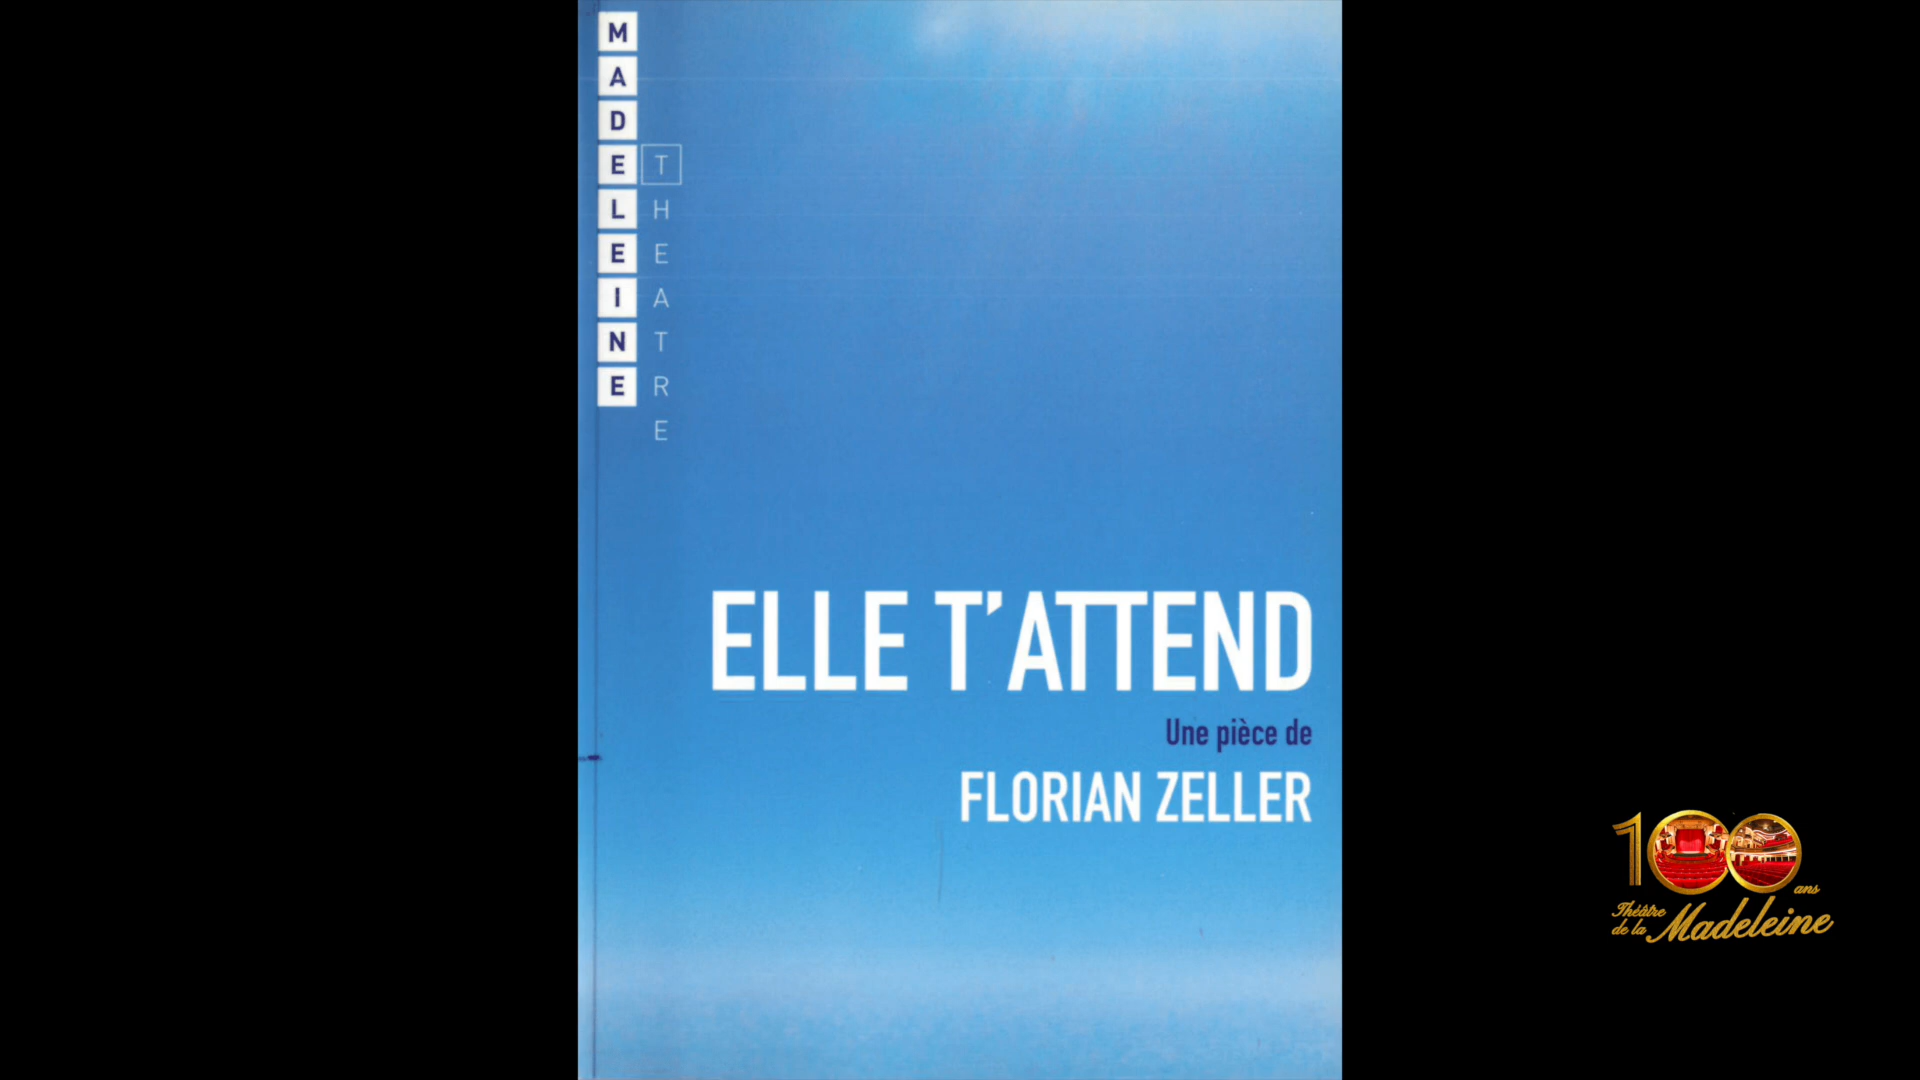 MADELEINE
THEATRE
ELLE T'ATTEND
Une pièce de
FLORIAN ZELLER
100 ans
Théâtre
de la Madeleine